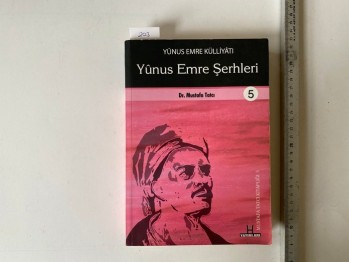 YÛNUS EMRE KÜLLİYÂTI
Yûnus Emre Şerhleri
Dr. Mustafa Tatcı
5